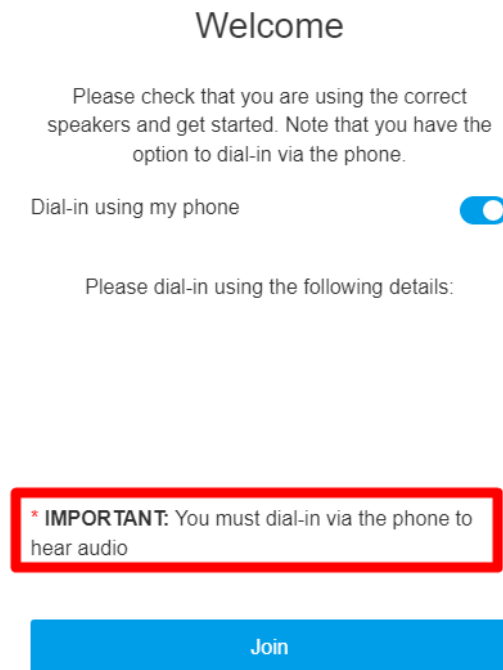 Welcome
Please check that you are using the correct
speakers and get started. Note that you have the
option to dial-in via the phone.
Dial-in using my phone
Please dial-in using the following details:
* IMPORTANT: You must dial-in via the phone to
hear audio
Join